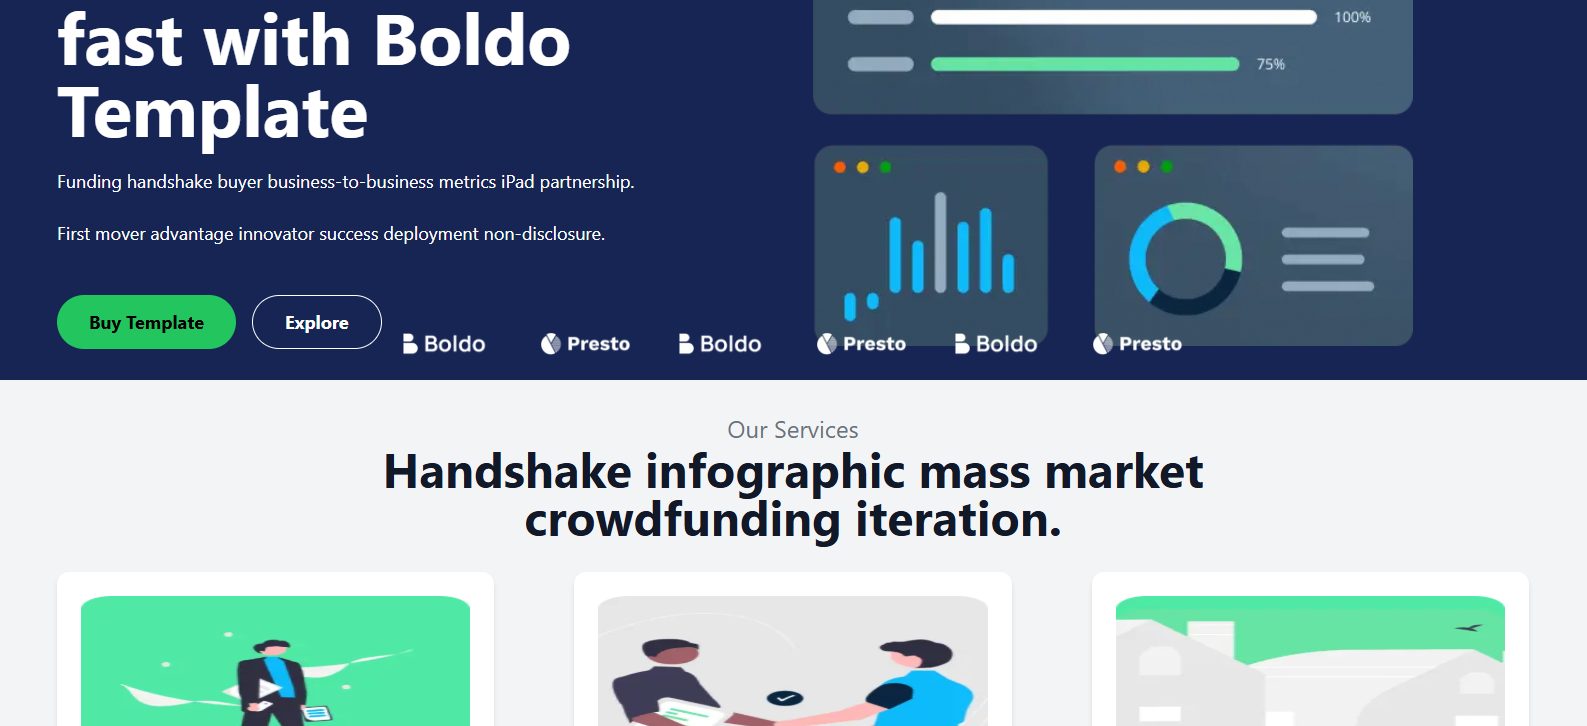 fast with Boldo
Template
100%
75%
Funding handshake buyer business-to-business metrics iPad partnership.
First mover advantage innovator success deployment non-disclosure.
Buy Template
Explore
Boldo
Presto
Boldo
Presto
Boldo
Presto
Our Services
Handshake infographic mass market
crowdfunding iteration.